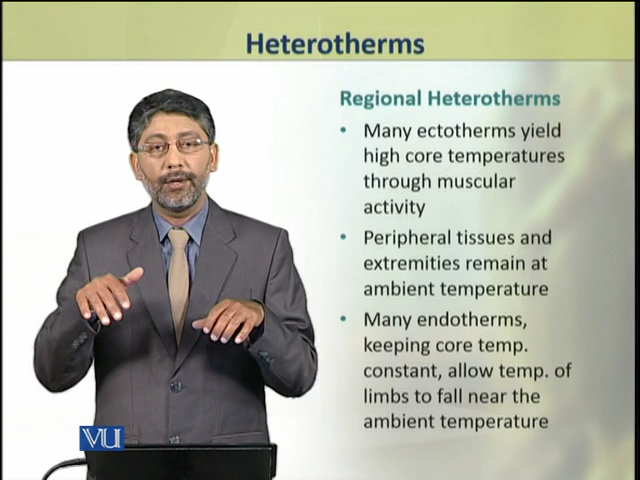 Heterotherms
Regional Heterotherms
• Many ectotherms yield
high core temperatures
through muscular
activity
• Peripheral tissues and
extremities remain at
ambient temperature
• Many endotherms,
keeping core temp.
constant, allow temp. of
limbs to fall near the
ambient temperature
VU